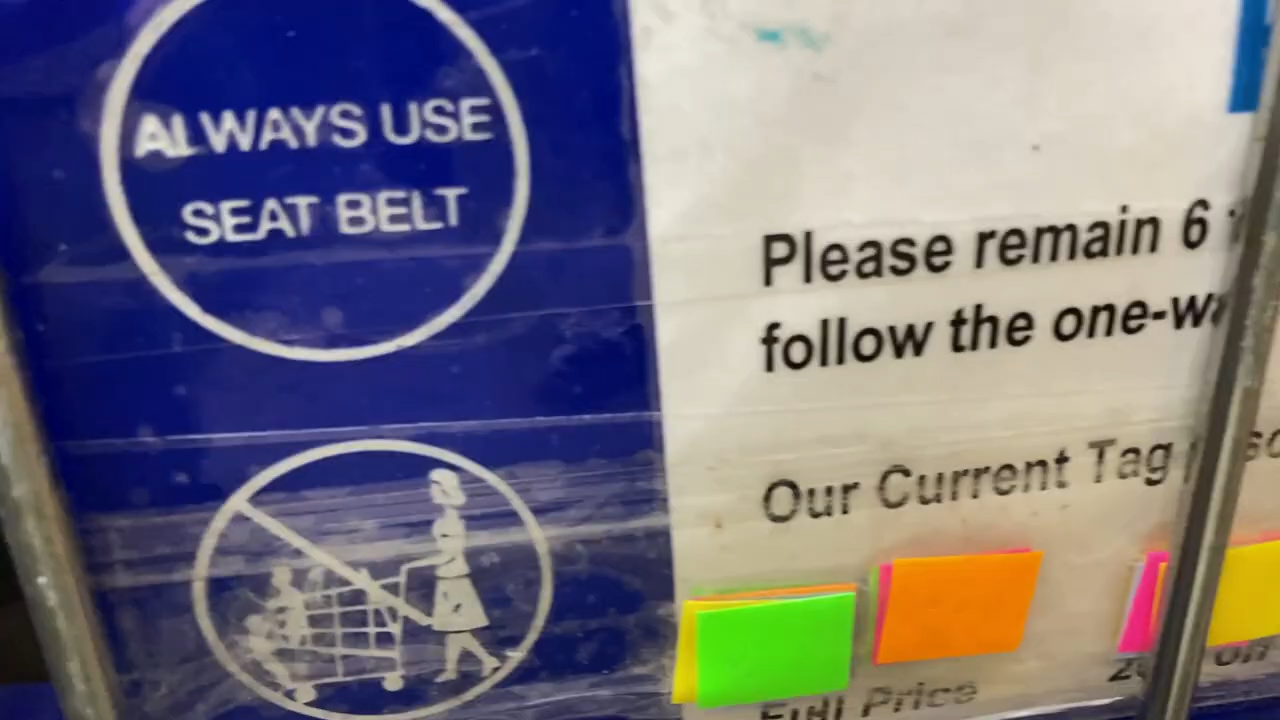 ALWAYS USE
SEAT BELT
Please remain 6
follow the one-w
Our Current Tag
Full Price